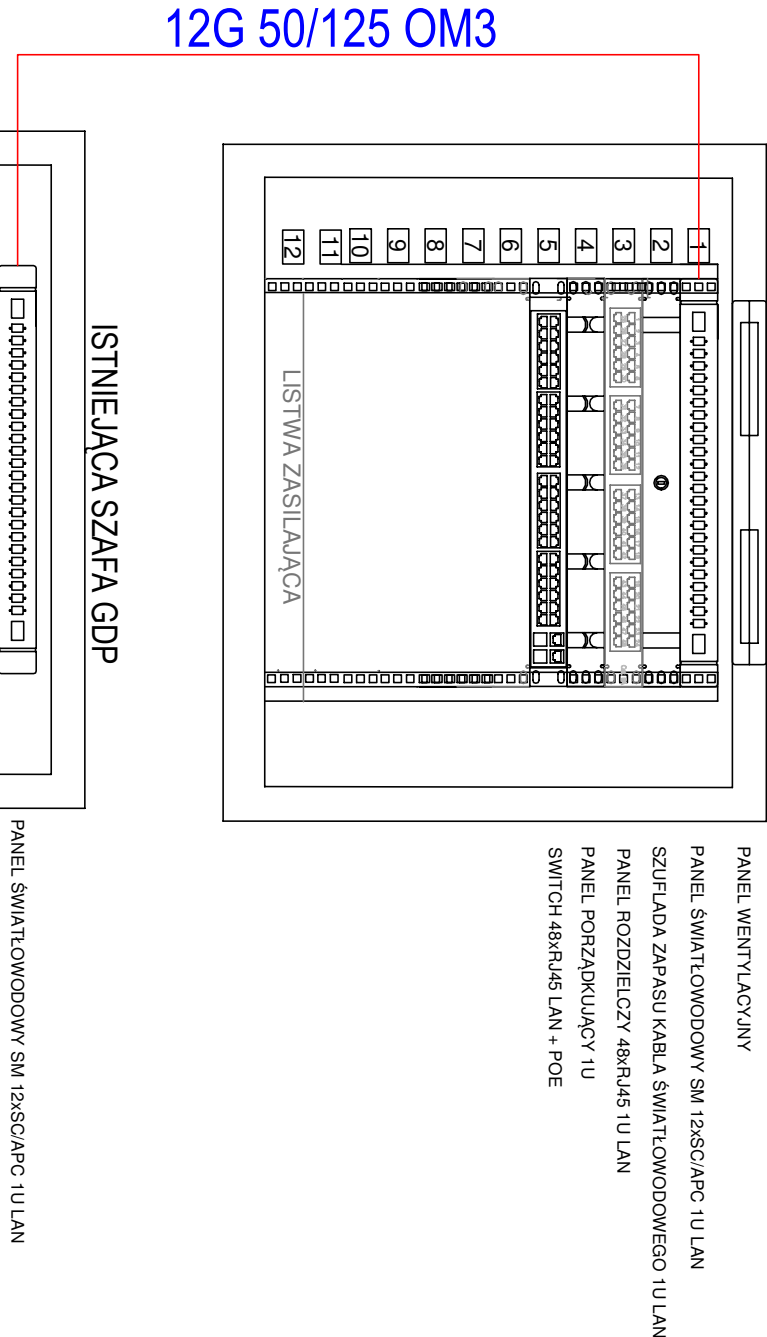 12G 50/125 OM3
1
2
3
4
5
6
7
8
9
10
11
12
LISTWA ZASILAJĄCA
PANEL WENTYLACYJNY
PANEL ŚWIATŁOWODOWY SM 12xSC/APC 1U LAN
SZUFLADA ZAPASU KABLA ŚWIATŁOWODOWEGO 1U LAN
PANEL ROZDZIELCZY 48xRJ45 1U LAN
PANEL PORZĄDKUJĄCY 1U
SWITCH 48xRJ45 LAN + POE
ISTNIEJĄCA SZAFA GDP
PANEL ŚWIATŁOWODOWY SM 12xSC/APC 1U LAN